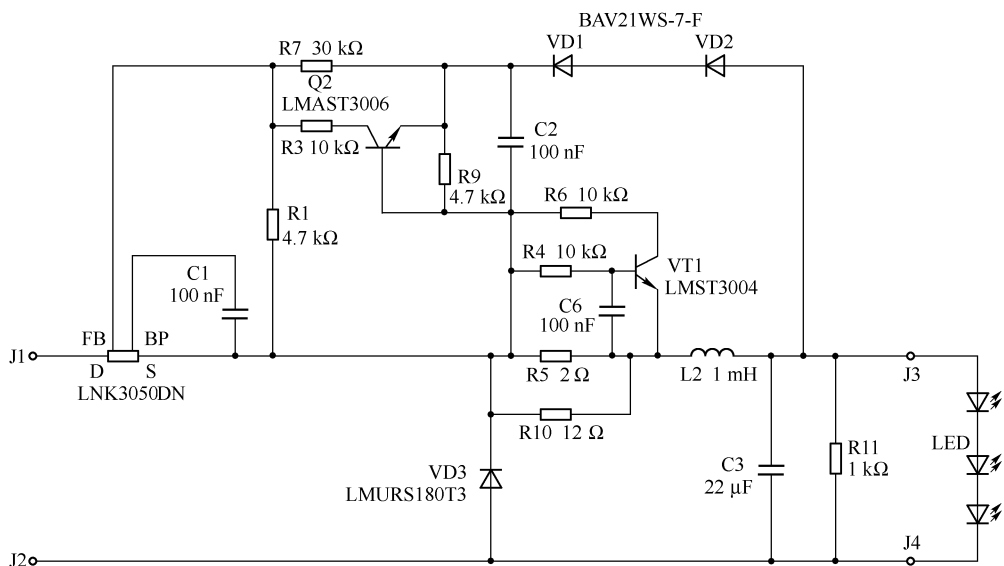 BAV21WS-7-F
VD1
VD2
R7 30 kΩ
Q2
LMAST3006
R3 10 kΩ
C2
100 nF
R9
4.7 kΩ
R6 10 kΩ
R1
4.7 kΩ
R4 10 kΩ
VT1
LMST3004
C1
100 nF
C6
100 nF
FB
BP
J1
D
S
LNK3050DN
R5 2 Ω
L2 1 mH
J3
R10 12 Ω
VD3
LMURS180T3
C3
22 μF
R11
1 kΩ
LED
J2
J4